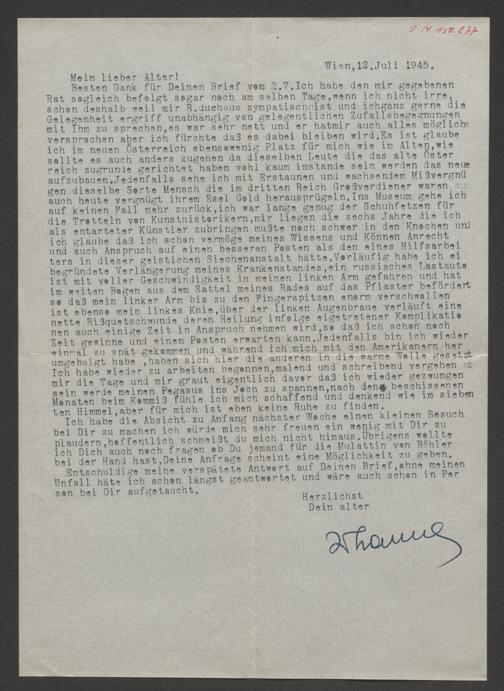 I.N. 150.277
Wien,12.Juli 1945.
Mein lieber Alter!
Besten Dank für Deinen Brief vom 2.7.Ich habe den mir gegebenen
Rat sogleich befolgt sogar noch am selben Tage,wenn ich nicht irre,
schon deshalb weil mir R.duchaus sympatisch ist und ichganz gerne die
Gelegenheit ergriff unabhängig von gelegentlichen Zufallsbegegnungen
mit Ihm zu sprechen,es war sehr nett und er hatmir auch alles möglich
versprochen aber ich fürchte daß es dabei bleiben wird.Es ist glaube
ich im neuen Österreich ebensowenig Platz für mich wie im Alten,wie
sollte es auch anders zugehen da dieselben Leute die das alte Öster
reich zugrunde gerichtet haben wohl kaum imstande sein werden das neue
aufzubauen.Jedenfalls sehe ich mit Erstaunen und wachsendem Mißvergnü
gen dieselbe Sorte Mensch die im dritten Reich Großverdiener waren
auch heute vergnügt ihrem Esel Gold herausprügeln.Ins Museum gehe ich
auf keinen Fall mehr zurück,ich war lange genug der Schuhfetzen für
die Trotteln von Kunsthistorikern,mir liegen die sechs Jahre die ich
als entarteter Künstler zubringen mußte noch schwer in den Knochen und
ich glaube daß ich schon vermöge meines Wissens und Können Anrecht
und auch Anspruch auf einen besseren Posten als den eines Hilfsarbei
ters in dieser geistichen Siechenanstalt hätte.Vorläufig habe ich ei
begründete Verlängerung meines Krankenstandes,ein russisches Lastauto
ist mit voller Geschwindigkeit in meinen linken Arm gefahren und hat
im weiten Bogen aus dem Sattel meines Rades auf das Pflaster befördert
so daß mein linker Arm bis zu den Fingerspitzen enorm verschwollen
ist ebenso mein linkes Knie,über der linken Augenbraue verläuft eine
nette Rißquetschwunde deren Heilung infolge eigetretener Komplikatio
nen auch einige Zeit in Anspruch nehmen wird,so daß ich schon noch
Zeit gewinne und einen Posten erwarten kann.Jedenfalls bin ich wieder
einmal zu spät gekommen und während ich mich mit den Amerikanern her
umgebalgt habe ,haben sich hier die anderen in die warme Wolle gesetzt
Ich habe wieder zu arbeiten begonnen,malend und schreibend vergehen
mir die Tage und mir graut eigentlich davor daß ich wieder gezwungen
sein werde meinen Pegasus ins Joch zu spannen,nach den beschissenen
Monaten beim Kommiß fühle ich mich schaffend und denkend wie im sieben
ten Himmel,aber für mich ist eben keine Ruhe zu finden.
Ich habe die Absicht zu Anfang nächster Woche einen kleinen Besuch
bei Dir zu machen ich würde mich sehr freuen ein wenig mit Dir zu
plaudern,hoffentlich schmeißt du mich nicht hinaus.Übrigens wollte
ich Dich auch noch fragen ob Du jemand für die Mulattin von Böhler
bei der Hand hast,Deine Anfrage scheint eine Möglichkeit zu geben.
Entschuldige meine verspätete Antwort auf Deinen Brief,ohne meinen
Unfall häte ich schon längst geantwortet und wäre auch schon in Per
son bei Dir aufgetaucht.
Herzlichst
Dein alter